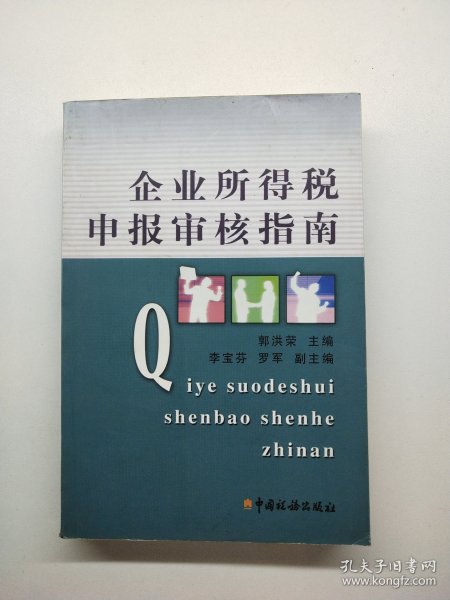 企业所得税
申报审核指南
郭洪荣 主编
李宝芬 罗军 副主编
Qiye suodeshui
shenbao shenhe
zhinan
中国税务出版社
孔夫子旧书网
www.kongfz.com